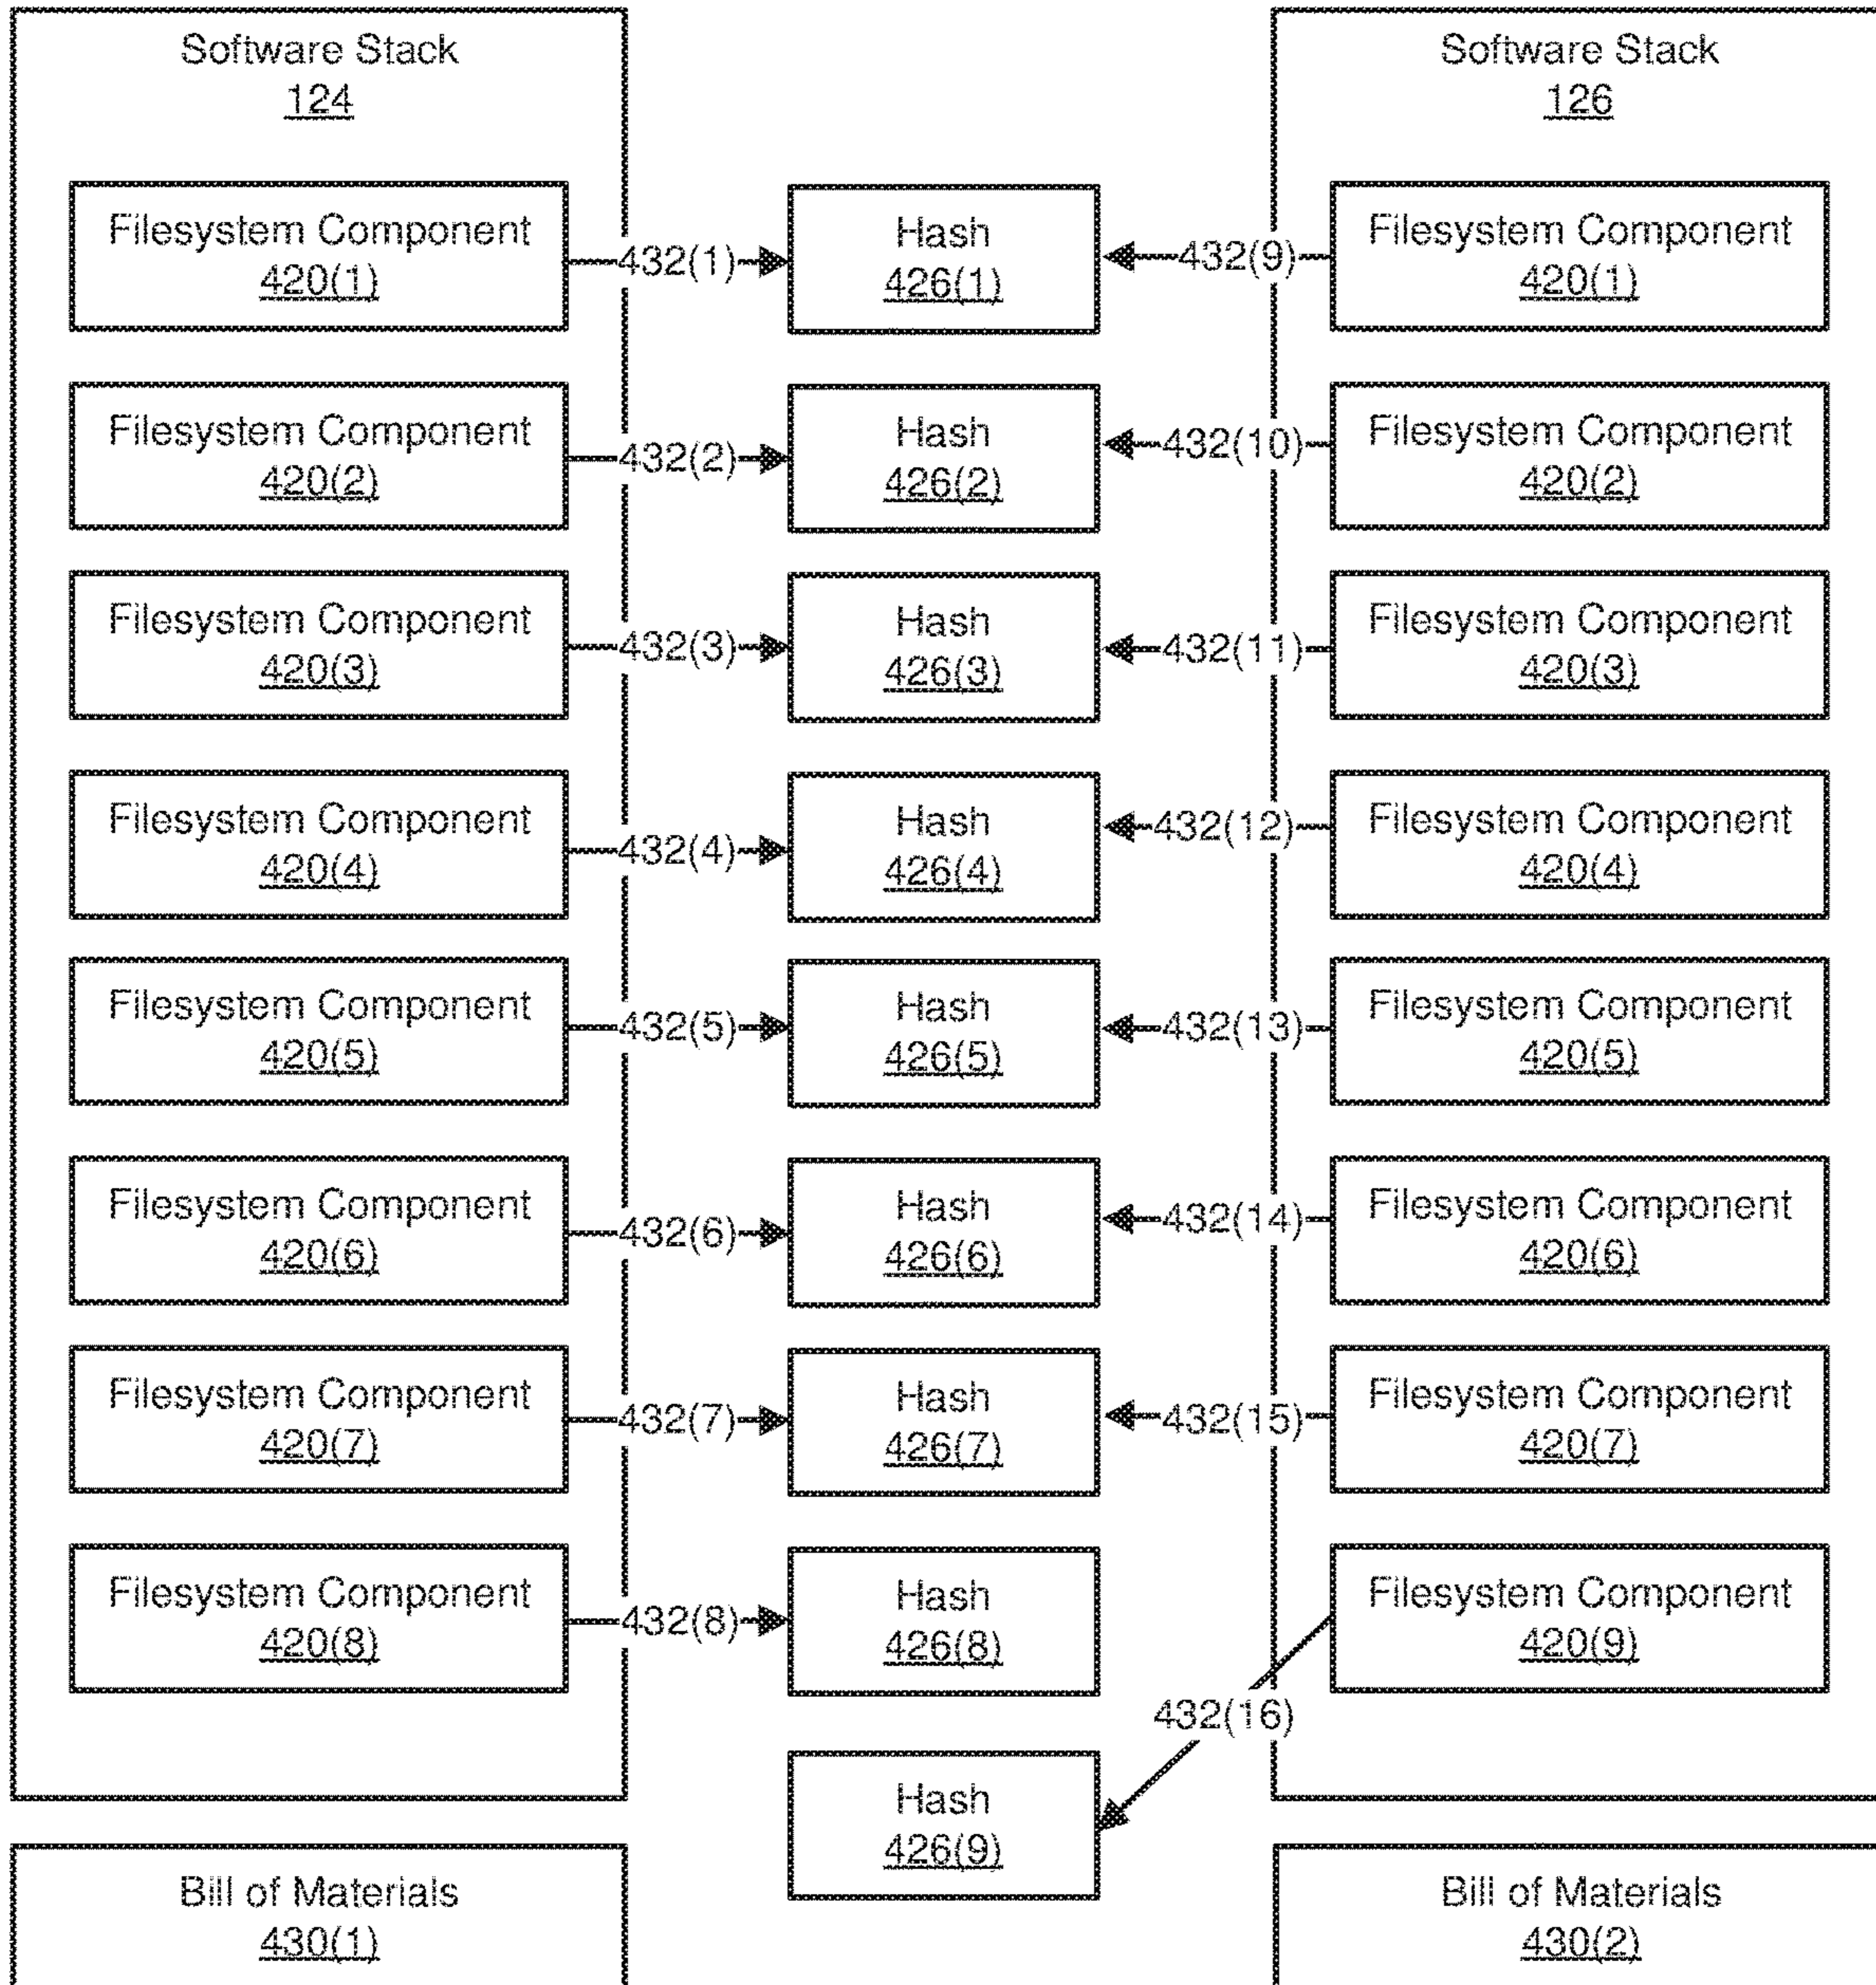 Software Stack
124
Software Stack
126
Filesystem Component
420(1)
432(1)
Hash
426(1)
432(9)
Filesystem Component
420(1)
Filesystem Component
420(2)
432(2)
Hash
426(2)
432(10)
Filesystem Component
420(2)
Filesystem Component
420(3)
432(3)
Hash
426(3)
432(11)
Filesystem Component
420(3)
Filesystem Component
420(4)
432(4)
Hash
426(4)
432(12)
Filesystem Component
420(4)
Filesystem Component
420(5)
432(5)
Hash
426(5)
432(13)
Filesystem Component
420(5)
Filesystem Component
420(6)
432(6)
Hash
426(6)
432(14)
Filesystem Component
420(6)
Filesystem Component
420(7)
432(7)
Hash
426(7)
432(15)
Filesystem Component
420(7)
Filesystem Component
420(8)
432(8)
Hash
426(8)
Filesystem Component
420(9)
432(16)
Hash
426(9)
Bill of Materials
430(1)
Bill of Materials
430(2)